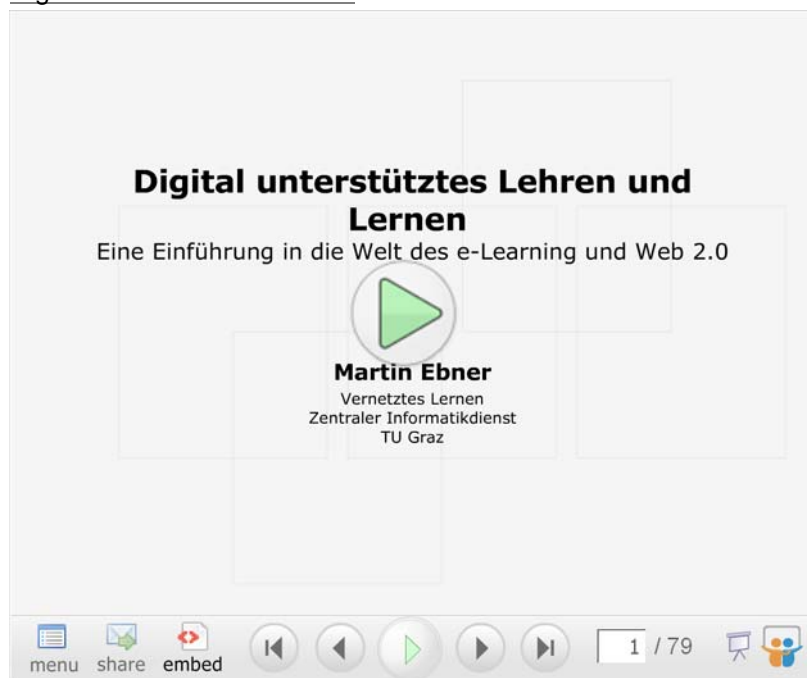 Digital unterstütztes Lehren und
Lernen
Eine Einführung in die Welt des e-Learning und Web 2.0
Martin Ebner
Vernetztes Lernen
Zentraler Informatikdienst
TU Graz
menu share embed 1 / 79